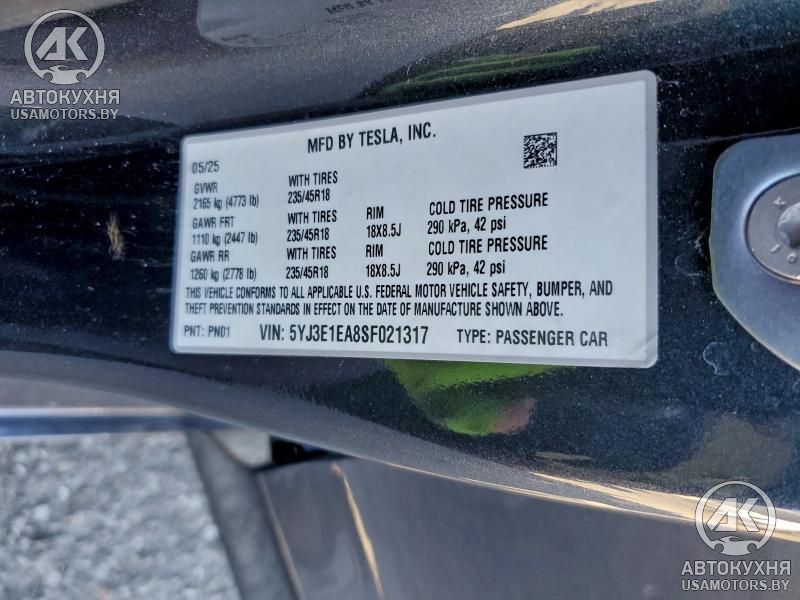 MFD BY TESLA, INC.
05/25
GVWR
2165 kg (4773 lb)
WITH TIRES
235/45R18
GAWR FRT
1110 kg (2447 lb)
WITH TIRES
235/45R18
RIM
18X8.5J
COLD TIRE PRESSURE
290 kPa, 42 psi
GAWR RR
1260 kg (2778 lb)
WITH TIRES
235/45R18
RIM
18X8.5J
COLD TIRE PRESSURE
290 kPa, 42 psi
THIS VEHICLE CONFORMS TO ALL APPLICABLE U.S. FEDERAL MOTOR VEHICLE SAFETY, BUMPER, AND
THEFT PREVENTION STANDARDS IN EFFECT ON THE DATE OF MANUFACTURE SHOWN ABOVE.
PNT: PN01 VIN: 5YJ3E1EA8SF021317 TYPE: PASSENGER CAR
АК
АВТОКУХНЯ
USAMOTORS.BY
АК
АВТОКУХНЯ
USAMOTORS.BY